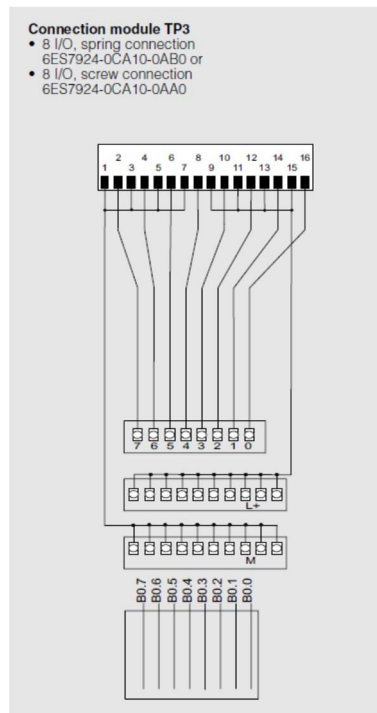 Connection module TP3
• 8 I/O, spring connection
6ES7924-0CA10-0AB0 or
• 8 I/O, screw connection
6ES7924-0CA10-0AA0
2 4 6 8 10 12 14 16
1 3 5 7 9 11 13 15
7 6 5 4 3 2 1 0
L+
M
B0.7 B0.6 B0.5 B0.4 B0.3 B0.2 B0.1 B0.0